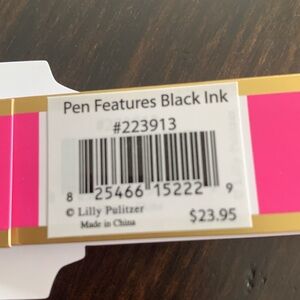 Pen Features Black Ink
#223913
8 25466 15222 9
© Lilly Pulitzer
Made in China
$23.95